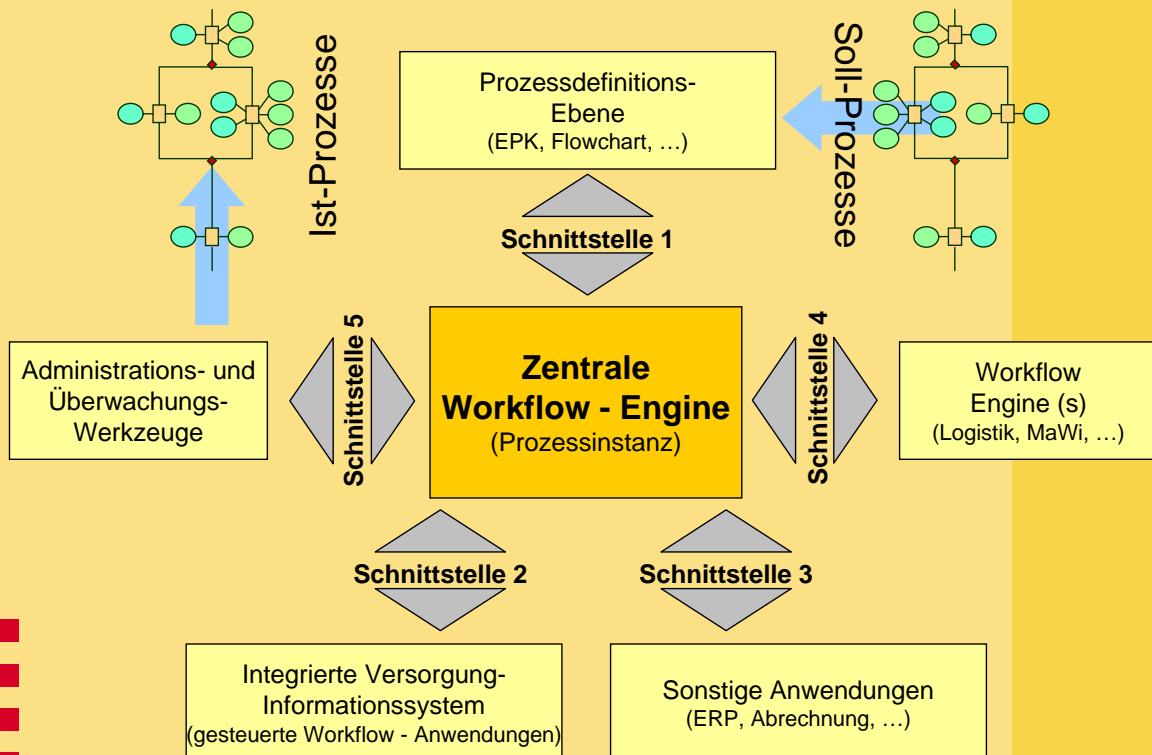 Ist-Prozesse
Prozessdefinitions-
Ebene
(EPK, Flowchart, …)
Soll-Prozesse
Schnittstelle 1
Administrations- und
Überwachungs-
Werkzeuge
Schnittstelle 5
Zentrale
Workflow - Engine
(Prozessinstanz)
Schnittstelle 4
Workflow
Engine (s)
(Logistik, MaWi, …)
Schnittstelle 2
Schnittstelle 3
Integrierte Versorgung-
Informationssystem
(gesteuerte Workflow - Anwendungen)
Sonstige Anwendungen
(ERP, Abrechnung, …)